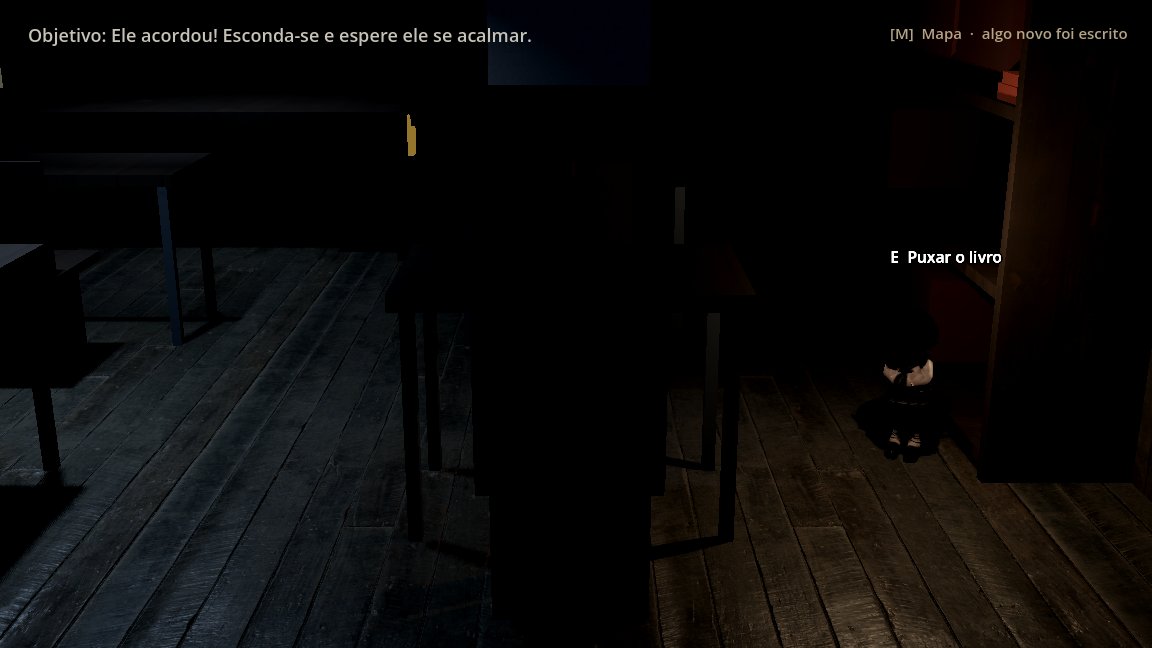 Objetivo: Ele acordou! Esconda-se e espere ele se acalmar.
[M] Mapa · algo novo foi escrito
E Puxar o livro